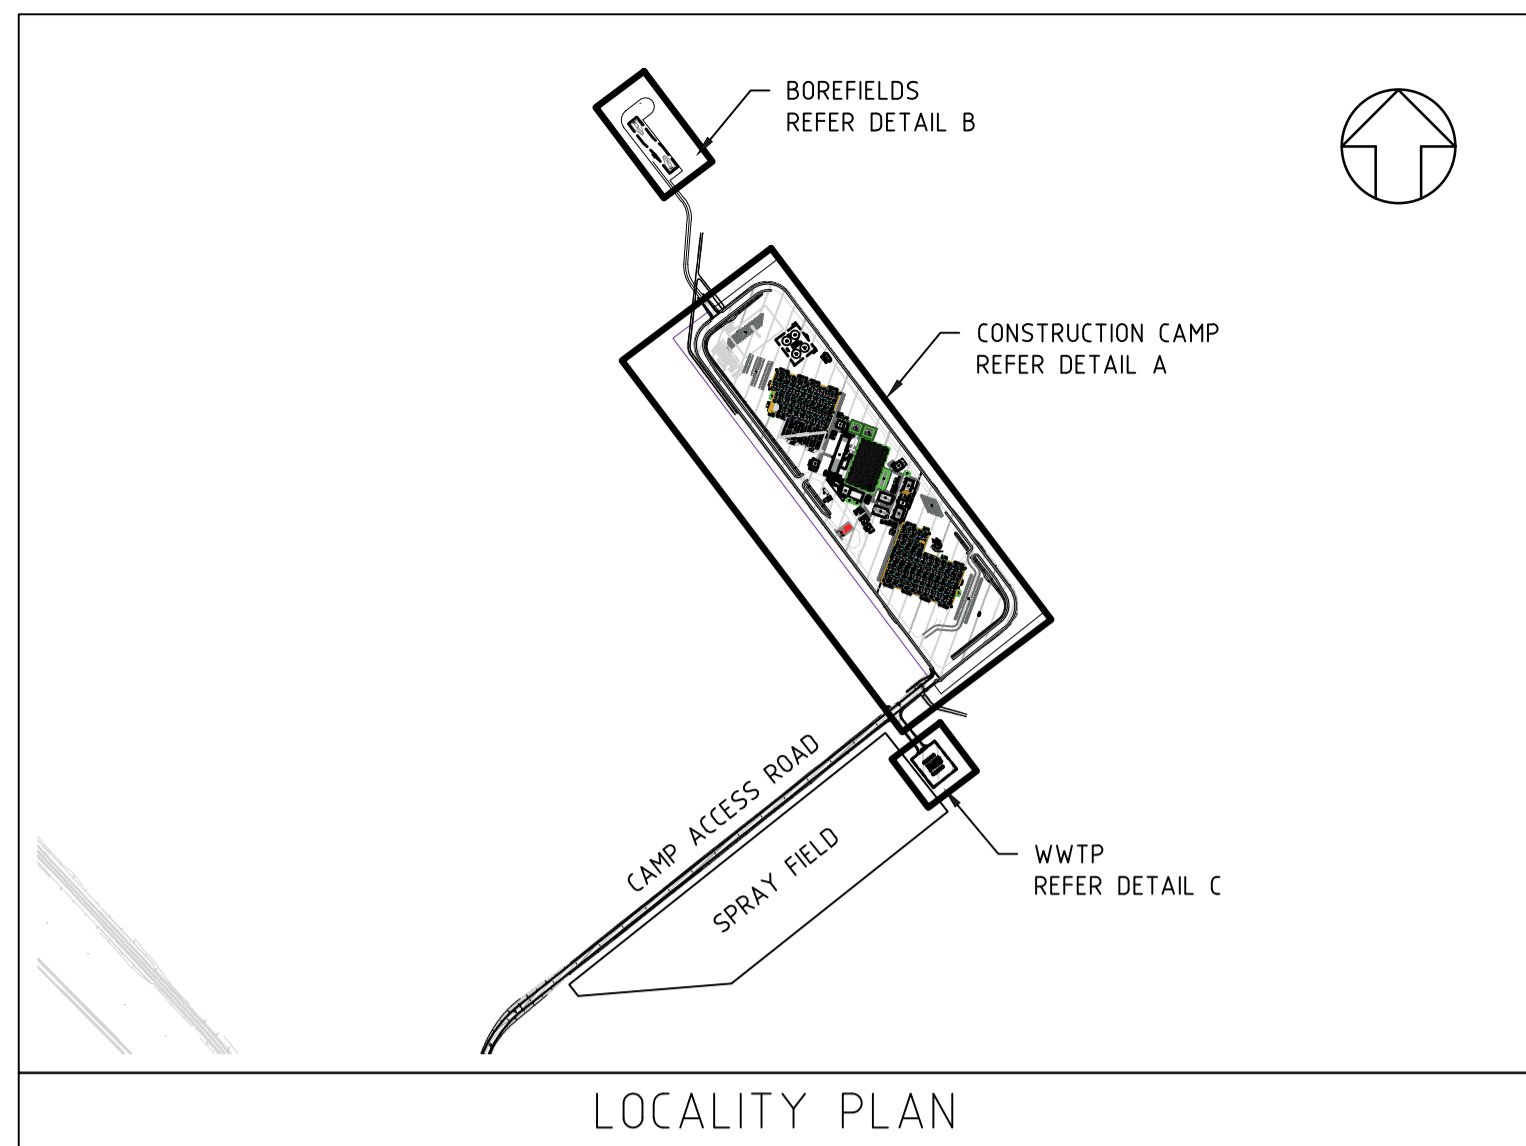 BOREFIELDS
REFER DETAIL B
CONSTRUCTION CAMP
REFER DETAIL A
CAMP ACCESS ROAD
SPRAY FIELD
WWTP
REFER DETAIL C
LOCALITY PLAN